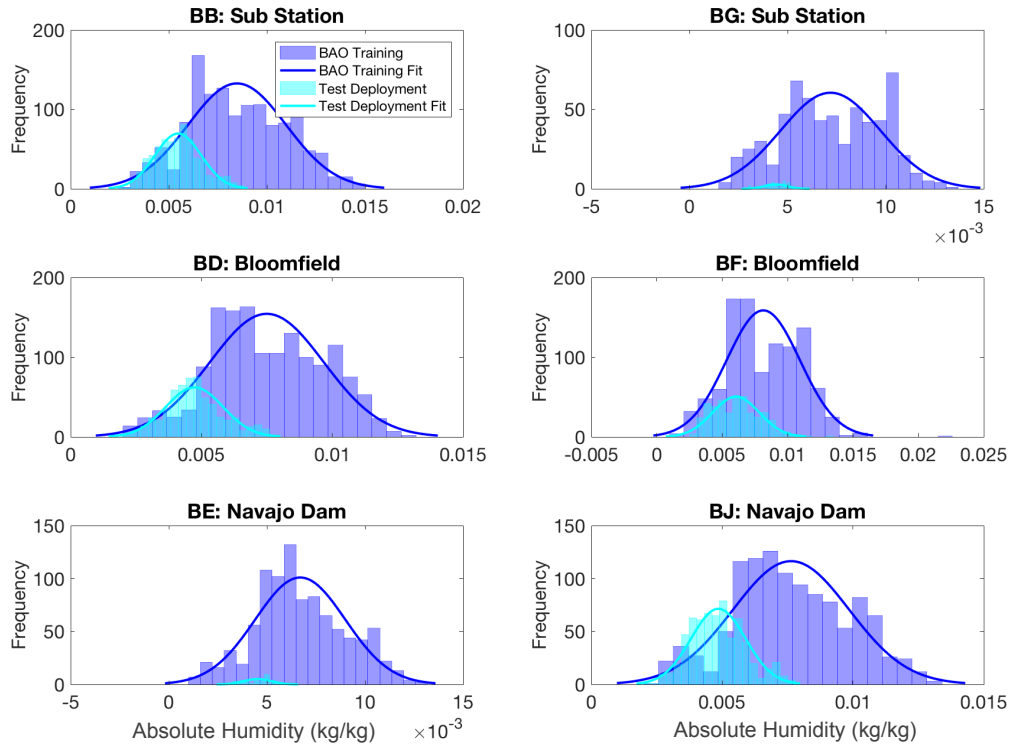 BB: Sub Station
200
100
0
Frequency
0
0.005
0.01
0.015
0.02
BAO Training
BAO Training Fit
Test Deployment
Test Deployment Fit
BG: Sub Station
100
50
0
Frequency
-5
0
5
10
15
×10⁻³
BD: Bloomfield
200
100
0
Frequency
0
0.005
0.01
0.015
BF: Bloomfield
200
100
0
Frequency
-0.005
0
0.005
0.01
0.015
0.02
0.025
BE: Navajo Dam
150
100
50
0
Frequency
-5
0
5
10
15
Absolute Humidity (kg/kg)
×10⁻³
BJ: Navajo Dam
150
100
50
0
Frequency
0
0.005
0.01
0.015
Absolute Humidity (kg/kg)